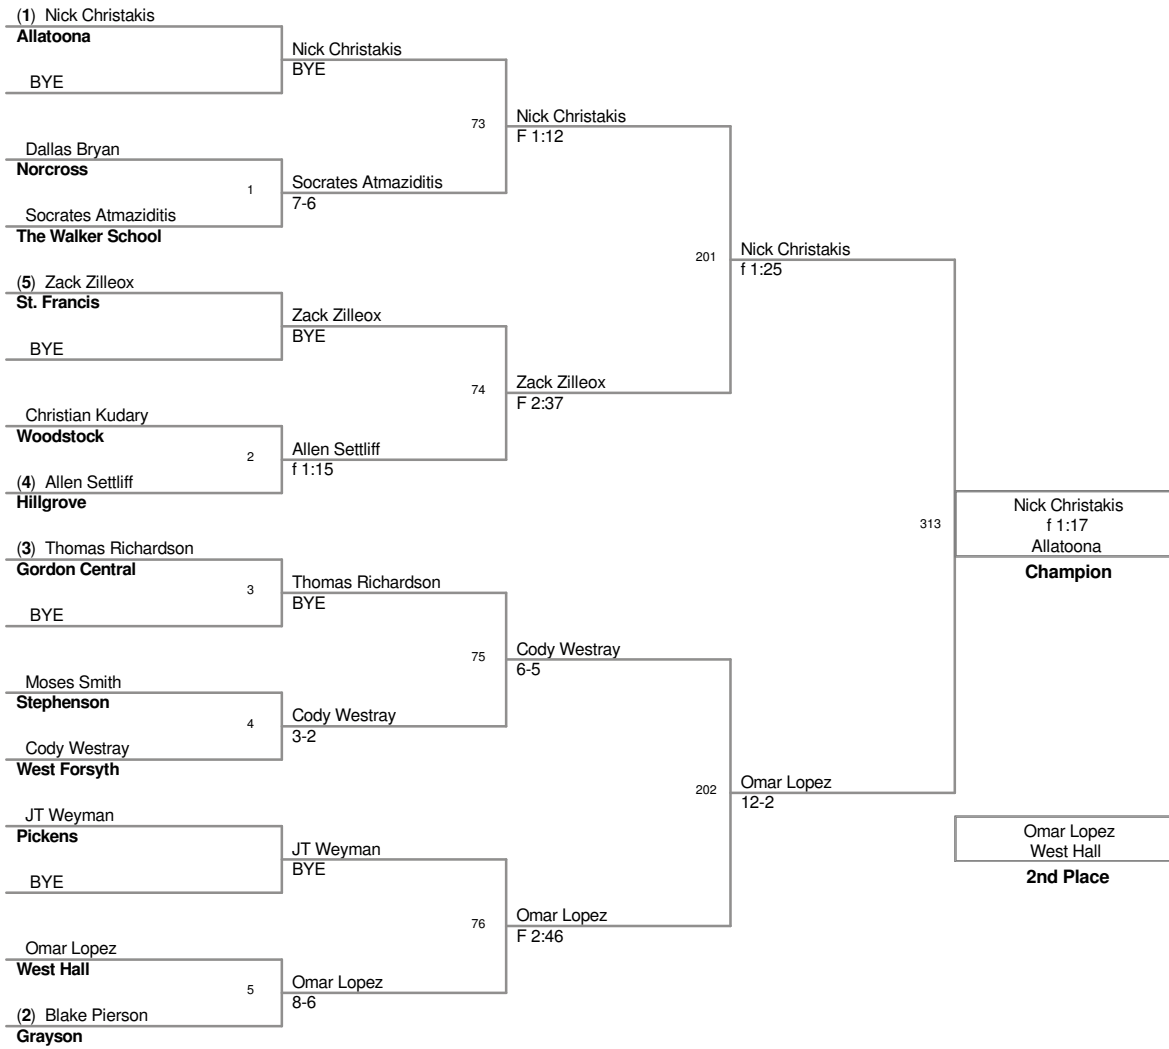 (1) Nick Christakis
Allatoona
BYE
Dallas Bryan
Norcross
1
Socrates Atmaziditis
The Walker School
(5) Zack Zilleox
St. Francis
BYE
Christian Kudary
Woodstock
2
(4) Allen Settliff
Hillgrove
(3) Thomas Richardson
Gordon Central
3
BYE
Moses Smith
Stephenson
4
Cody Westray
West Forsyth
JT Weyman
Pickens
BYE
Omar Lopez
West Hall
5
(2) Blake Pierson
Grayson
Nick Christakis
BYE
73
Socrates Atmaziditis
7-6
Zack Zilleox
BYE
74
Allen Settliff
f 1:15
Thomas Richardson
BYE
75
Cody Westray
3-2
JT Weyman
BYE
76
Omar Lopez
8-6
Nick Christakis
F 1:12
201
Zack Zilleox
F 2:37
Cody Westray
6-5
202
Omar Lopez
F 2:46
Nick Christakis
f 1:25
313
Omar Lopez
12-2
Nick Christakis
f 1:17
Allatoona
Champion
Omar Lopez
West Hall
2nd Place